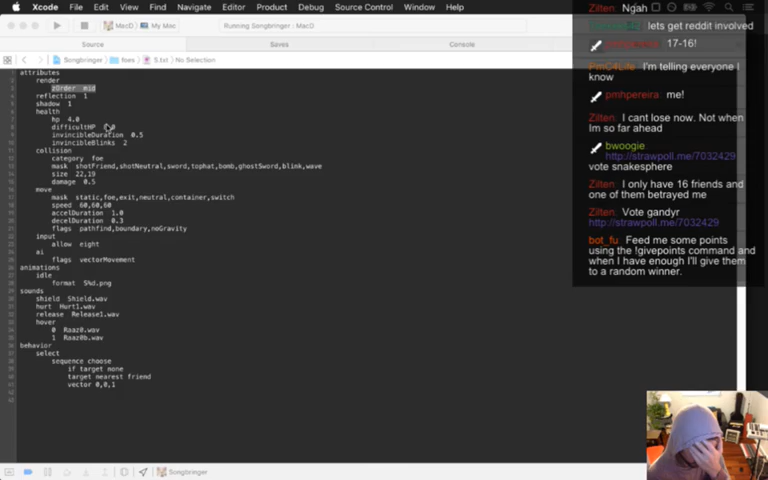 Xcode File Edit View Find Navigate Editor Product Debug Source Control Window Help
MacD My Mac
Running Songbringer : MacD
Source Saves Console
Songbringer foes S.txt No Selection
attributes
render
zOrder mid
reflection 1
shadow 1
health
hp 4.0
difficultHP
invincibleDuration 0.5
invincibleBlinks 2
collision
category foe
mask shotFriend,shotNeutral,sword,tophat,bomb,ghostSword,blink,wave
size 22,19
damage 0.5
move
mask static,foe,exit,neutral,container,switch
speed 60,60,60
accelDuration 1.0
decelDuration 0.3
flags pathfind,boundary,noGravity
input
allow eight
ai
flags vectorMovement
animations
idle
format S%d.png
sounds
shield Shield.wav
hurt Hurt1.wav
release Release1.wav
hover
0 Raaz0.wav
1 Raaz0b.wav
behavior
select
sequence choose
if target none
target nearest friend
vector 0,0,1
Songbringer
Zilten: Ngah
lets get reddit involved
17-16!
PmC4Life: I'm telling everyone I
know
pmhpereira: me!
Zilten: I cant lose now. Not when
Im so far ahead
bwoogie:
http://strawpoll.me/7032429
vote snakesphere
Zilten: I only have 16 friends and
one of them betrayed me
Zilten: Vote gandyr
http://strawpoll.me/7032429
bot_fu: Feed me some points
using the !givepoints command and
when I have enough I'll give them
to a random winner.